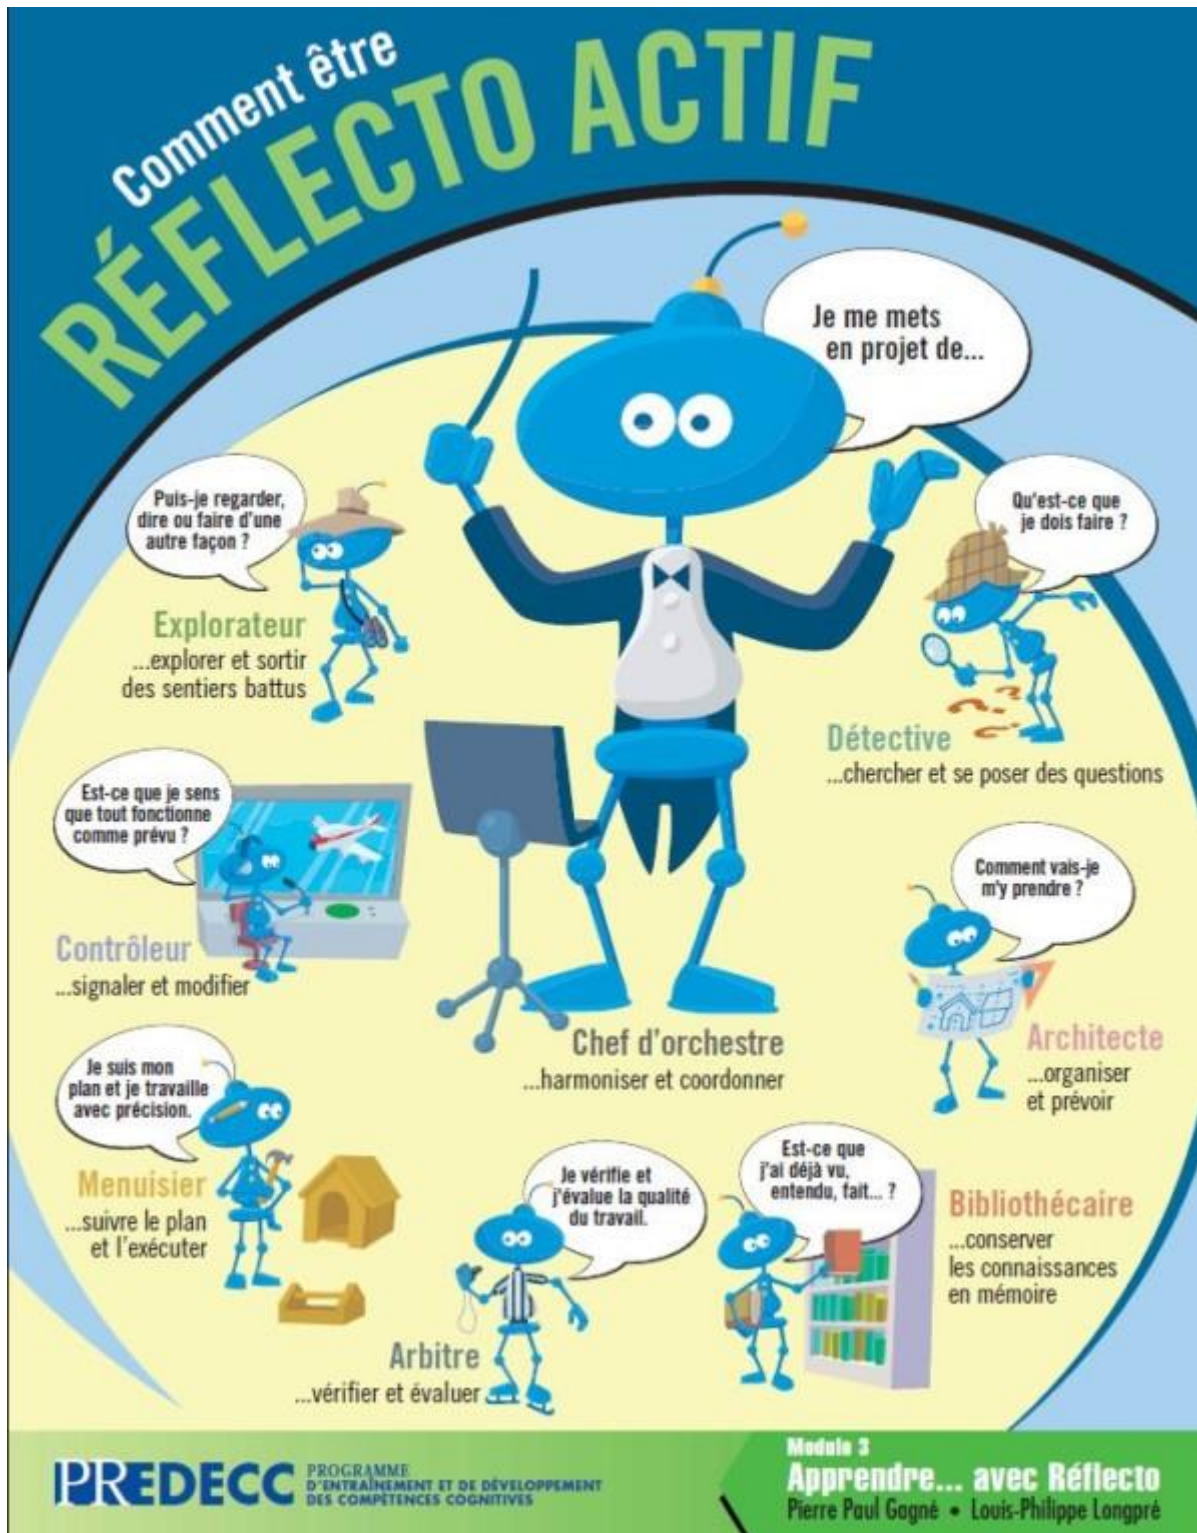 Comment être
RÉFLECTO ACTIF
Je me mets
en projet de...
Puis-je regarder,
dire ou faire d'une
autre façon ?
Explorateur
...explorer et sortir
des sentiers battus
Qu'est-ce que
je dois faire ?
Détective
...chercher et se poser des questions
Est-ce que je sens
que tout fonctionne
comme prévu ?
Contrôleur
...signaler et modifier
Comment vais-je
m'y prendre ?
Architecte
...organiser
et prévoir
Chef d'orchestre
...harmoniser et coordonner
Je suis mon
plan et je travaille
avec précision.
Menuisier
...suivre le plan
et l'exécuter
Je vérifie et
j'évalue la qualité
du travail.
Arbitre
...vérifier et évaluer
Est-ce que
j'ai déjà vu,
entendu, fait... ?
Bibliothécaire
...conserver
les connaissances
en mémoire
PREDECC
PROGRAMME
D'ENTRAÎNEMENT ET DE DÉVELOPPEMENT
DES COMPÉTENCES COGNITIVES
Module 3
Apprendre... avec Réflecto
Pierre Paul Gagné • Louis-Philippe Longpré